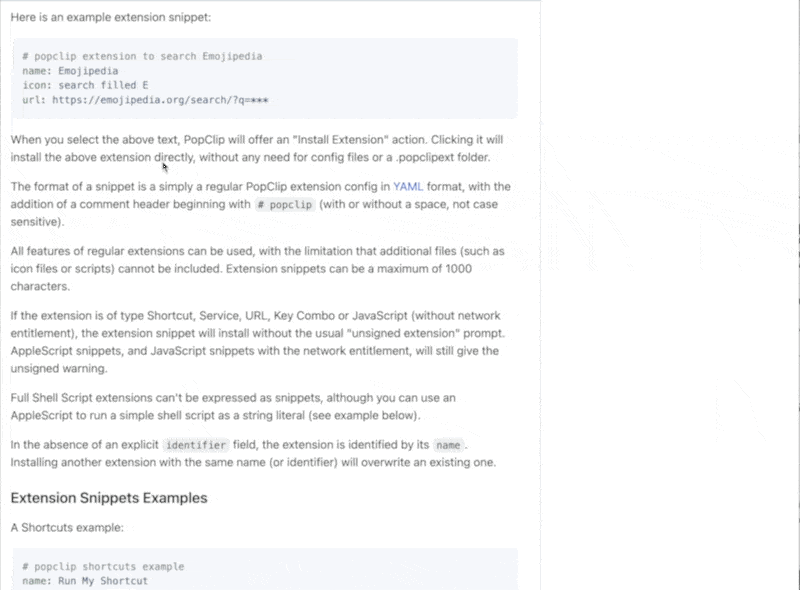 Here is an example extension snippet:
# popclip extension to search Emojipedia
name: Emojipedia
icon: search filled E
url: https://emojipedia.org/search/?q=***
When you select the above text, PopClip will offer an "Install Extension" action. Clicking it will
install the above extension directly, without any need for config files or a .popclipext folder.
The format of a snippet is a simply a regular PopClip extension config in YAML format, with the
addition of a comment header beginning with # popclip (with or without a space, not case
sensitive).
All features of regular extensions can be used, with the limitation that additional files (such as
icon files or scripts) cannot be included. Extension snippets can be a maximum of 1000
characters.
If the extension is of type Shortcut, Service, URL, Key Combo or JavaScript (without network
entitlement), the extension snippet will install without the usual "unsigned extension" prompt.
AppleScript snippets, and JavaScript snippets with the network entitlement, will still give the
unsigned warning.
Full Shell Script extensions can't be expressed as snippets, although you can use an
AppleScript to run a simple shell script as a string literal (see example below).
In the absence of an explicit identifier field, the extension is identified by its name.
Installing another extension with the same name (or identifier) will overwrite an existing one.
Extension Snippets Examples
A Shortcuts example:
# popclip shortcuts example
name: Run My Shortcut